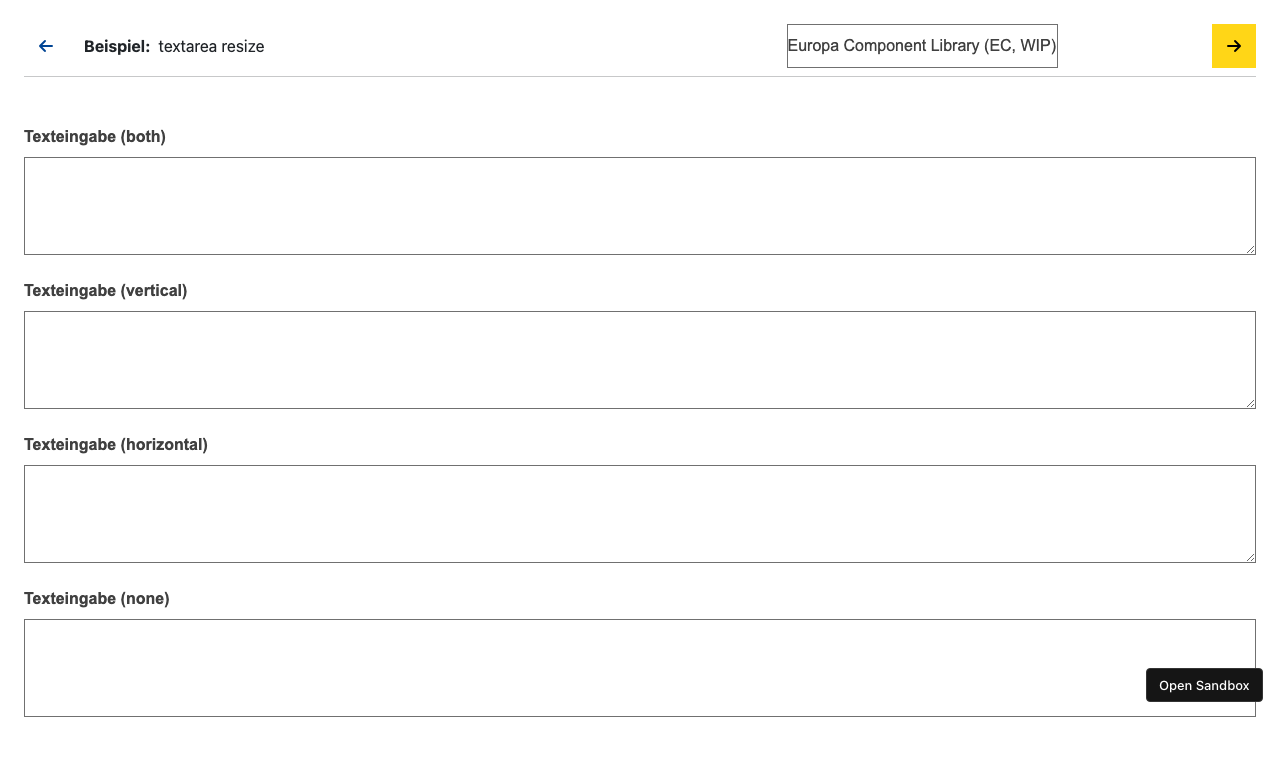 Beispiel: textarea resize
Europa Component Library (EC, WIP)
Texteingabe (both)
Texteingabe (vertical)
Texteingabe (horizontal)
Texteingabe (none)
Open Sandbox